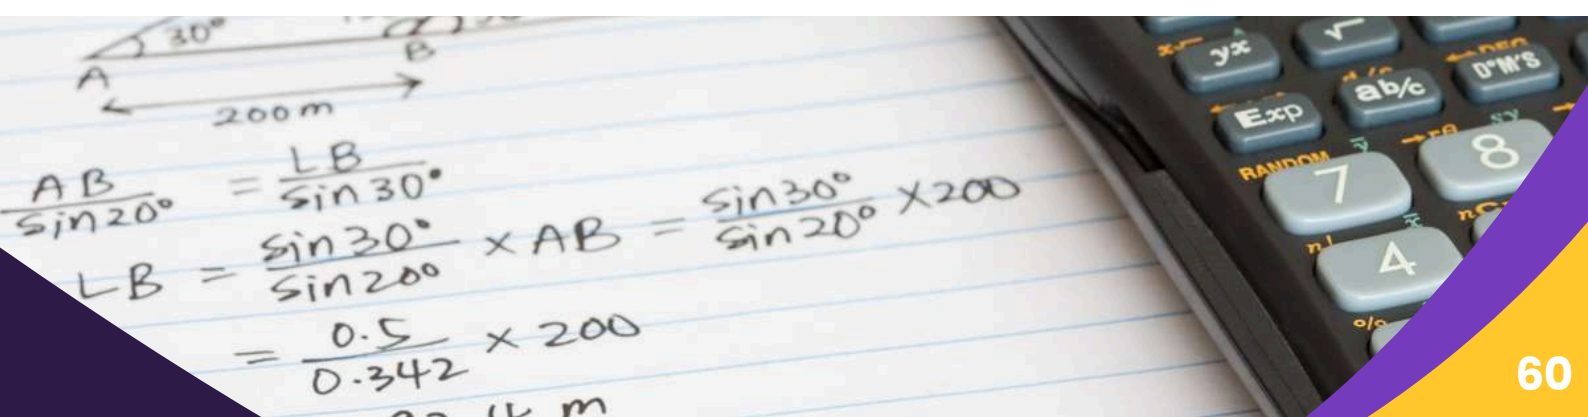 30°
A B
200m
AB/sin20° = LB/sin30°
LB = sin30°/sin20° × AB = sin30°/sin20° ×200
= 0.5/0.342 × 200
m
yx √
Exp ab/c D°M'S
RANDOM
7 8
n!
4
%
60